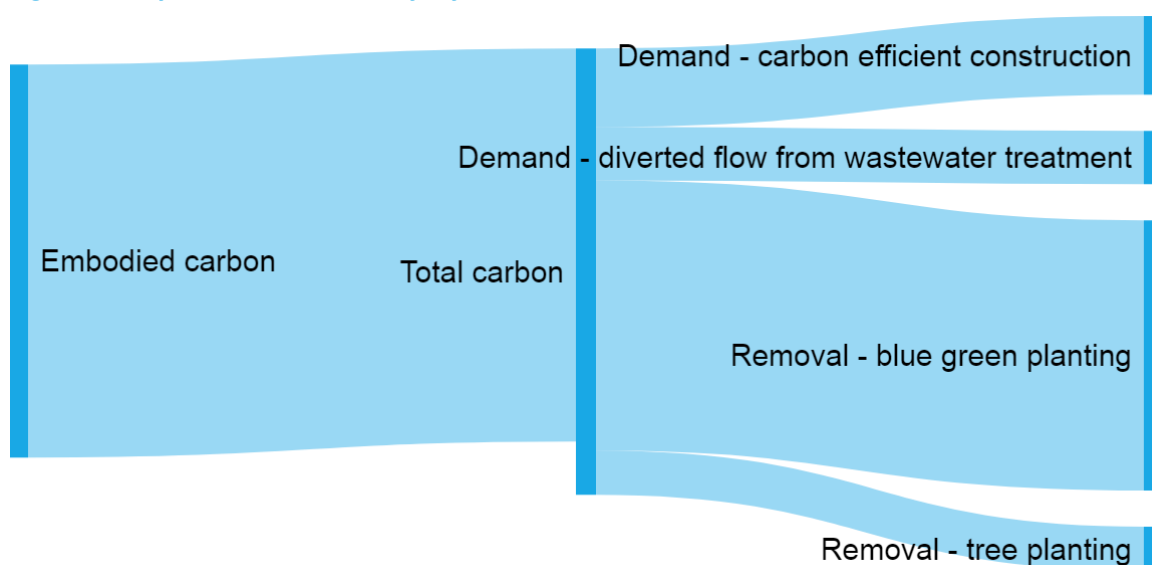 Demand - carbon efficient construction
Demand - diverted flow from wastewater treatment
Embodied carbon
Total carbon
Removal - blue green planting
Removal - tree planting